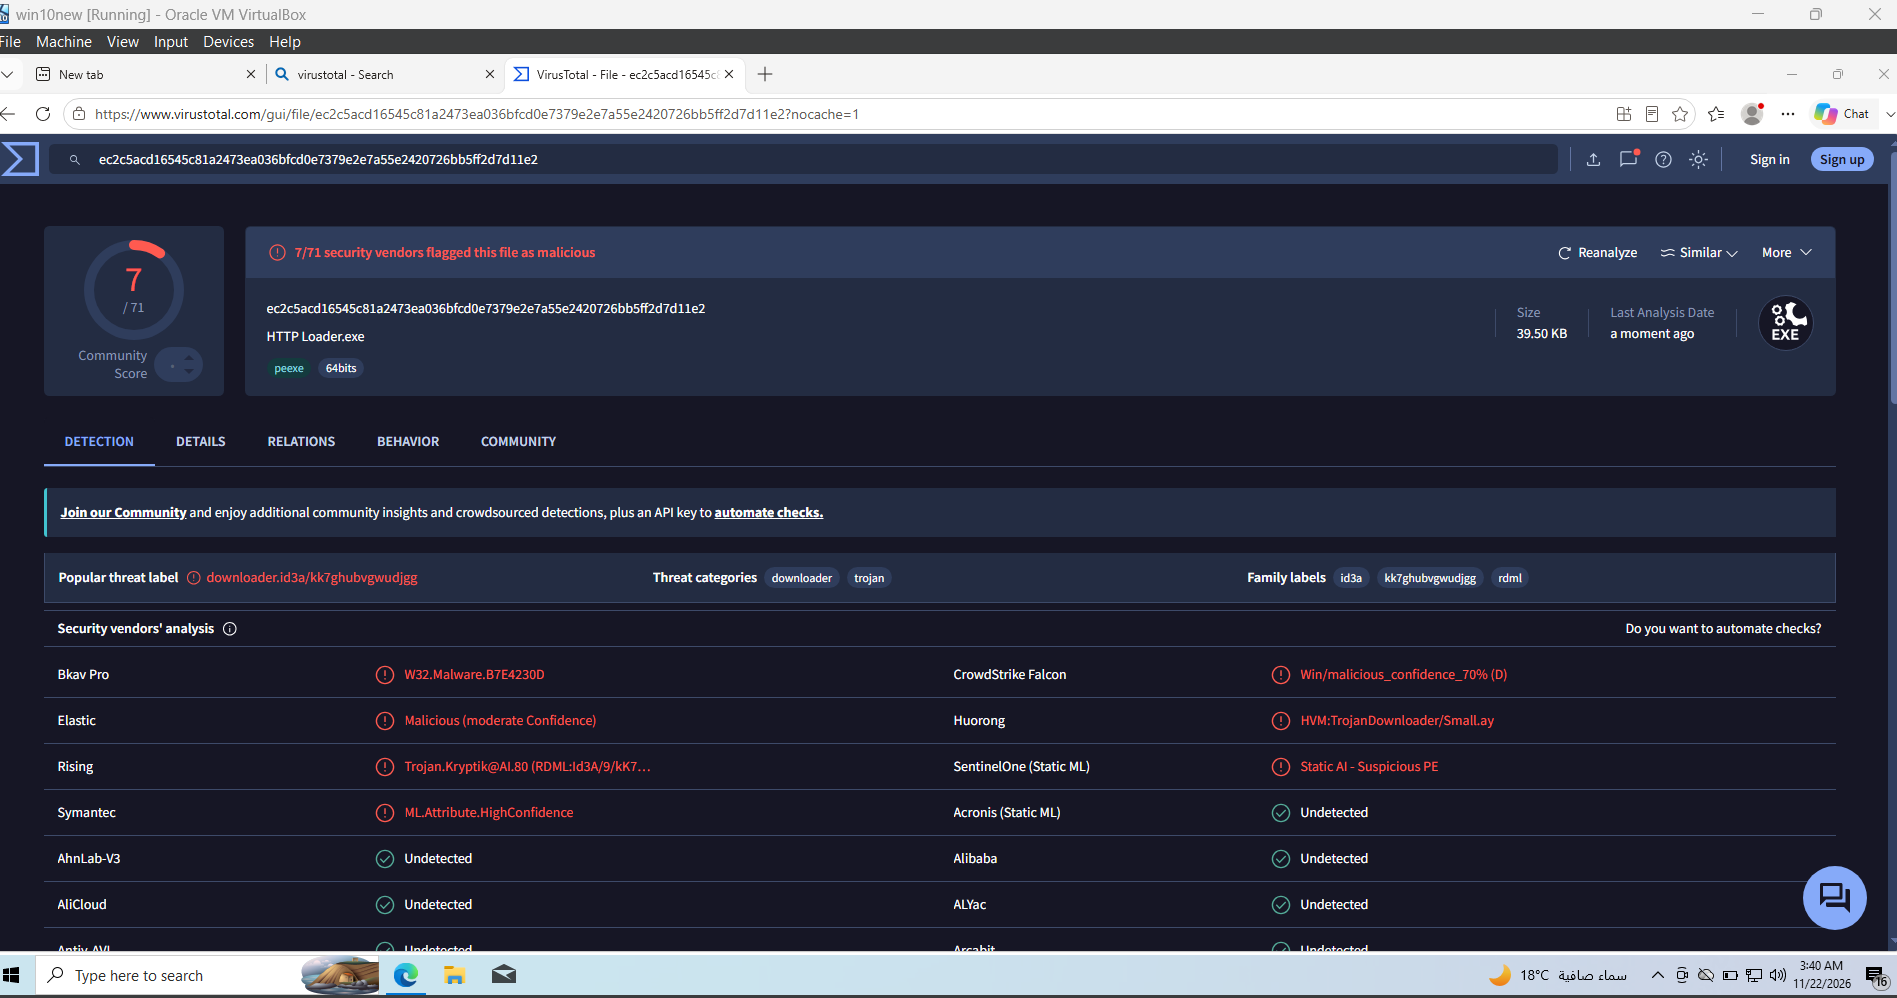 win10new [Running] - Oracle VM VirtualBox
File Machine View Input Devices Help
New tab
virustotal - Search
VirusTotal - File - ec2c5acd16545c8
https://www.virustotal.com/gui/file/ec2c5acd16545c81a2473ea036bfcd0e7379e2e7a55e2420726bb5ff2d7d11e2?nocache=1
Chat
ec2c5acd16545c81a2473ea036bfcd0e7379e2e7a55e2420726bb5ff2d7d11e2
Sign in
Sign up
7
/ 71
Community
Score
7/71 security vendors flagged this file as malicious
Reanalyze
Similar
More
ec2c5acd16545c81a2473ea036bfcd0e7379e2e7a55e2420726bb5ff2d7d11e2
HTTP Loader.exe
peexe
64bits
Size
39.50 KB
Last Analysis Date
a moment ago
EXE
DETECTION
DETAILS
RELATIONS
BEHAVIOR
COMMUNITY
Join our Community and enjoy additional community insights and crowdsourced detections, plus an API key to automate checks.
Popular threat label downloader.id3a/kk7ghubvgwudjgg
Threat categories downloader trojan
Family labels id3a kk7ghubvgwudjgg rdml
Security vendors' analysis
Do you want to automate checks?
Bkav Pro W32.Malware.B7E4230D
CrowdStrike Falcon Win/malicious_confidence_70% (D)
Elastic Malicious (moderate Confidence)
Huorong HVM:TrojanDownloader/Small.ay
Rising Trojan.Kryptik@AI.80 (RDML:Id3A/9/kK7...
SentinelOne (Static ML) Static AI - Suspicious PE
Symantec ML.Attribute.HighConfidence
Acronis (Static ML) Undetected
AhnLab-V3 Undetected
Alibaba Undetected
AliCloud Undetected
ALYac Undetected
Antiy-AVL Undetected
Arcabit Undetected
Type here to search
18°C سماء صافية
3:40 AM
11/22/2026
16